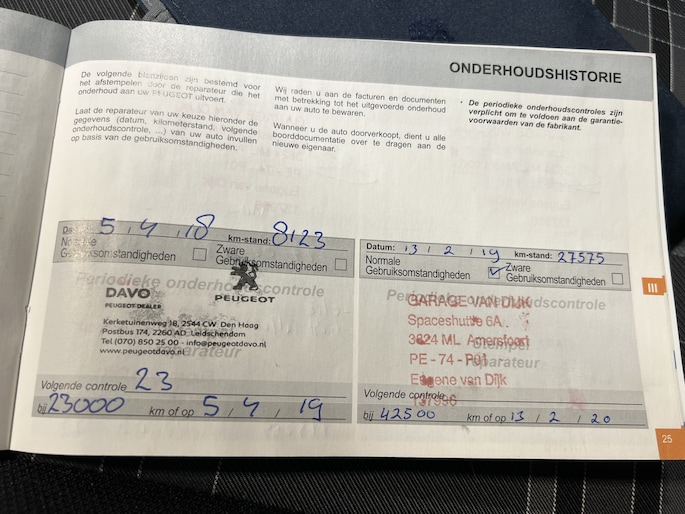 ONDERHOUDSHISTORIE
De volgende bladzijden zijn bestemd voor
het afstempelen door de reparateur die het
onderhoud aan uw PEUGEOT uitvoert.
Laat de reparateur van uw keuze hieronder de
gegevens (datum, kilometerstand, volgende
onderhoudscontrole, ...) van uw auto invullen
op basis van de gebruiksomstandigheden.
Wij raden u aan de facturen en documenten
met betrekking tot het uitgevoerde onderhoud
aan uw auto te bewaren.
Wanneer u de auto doorverkoopt, dient u alle
boorddocumentatie over te dragen aan de
nieuwe eigenaar.
• De periodieke onderhoudscontroles zijn
verplicht om te voldoen aan de garantie-
voorwaarden van de fabrikant.
5 / 4 / 18 km-stand: 8123
Normale
Gebruiksomstandigheden
Zware
Gebruiksomstandigheden
Periodieke onderhoudscontrole
DAVO
PEUGEOT DEALER
PEUGEOT
Kerketuinenweg 18, 2544 CW Den Haag
Postbus 174, 2260 AD Leidschendam
Tel (070) 850 25 00 - info@peugeotdavo.nl
www.peugeotdavo.nl
reparateur
Volgende controle 23
bij 23000 km of op 5 / 4 / 19
Datum: 13 / 2 / 19 km-stand: 27575
Normale
Gebruiksomstandigheden
Zware
Gebruiksomstandigheden
Periodieke onderhoudscontrole
GARAGE VAN DIJK
Spaceshuttle 6A
3824 ML Amersfoort
Stempel
reparateur
PE - 74 - P01
Eugene van Dijk
137996
Volgende controle
bij 42500 km of op 13 / 2 / 20
III
25